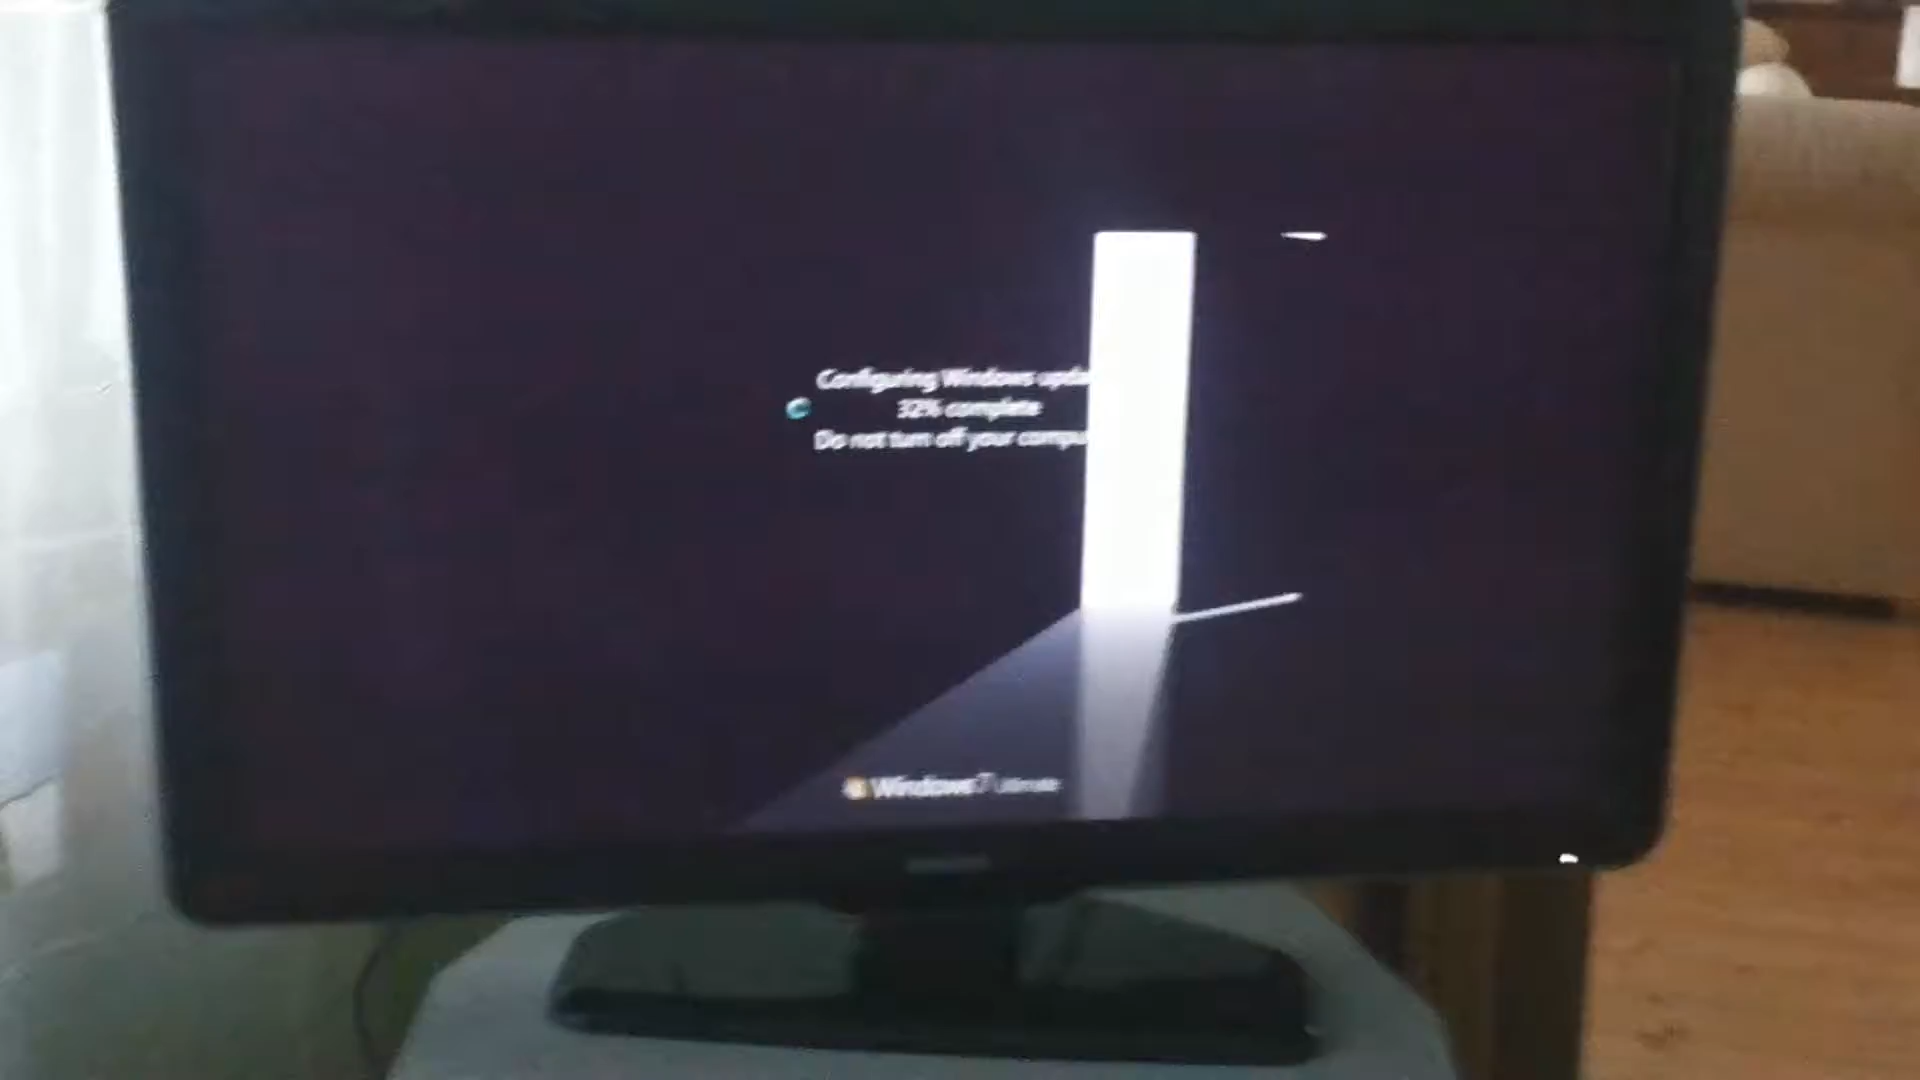 Configuring Windows upda
32% complete
Do not turn off your compu
Windows 7 Ultimate